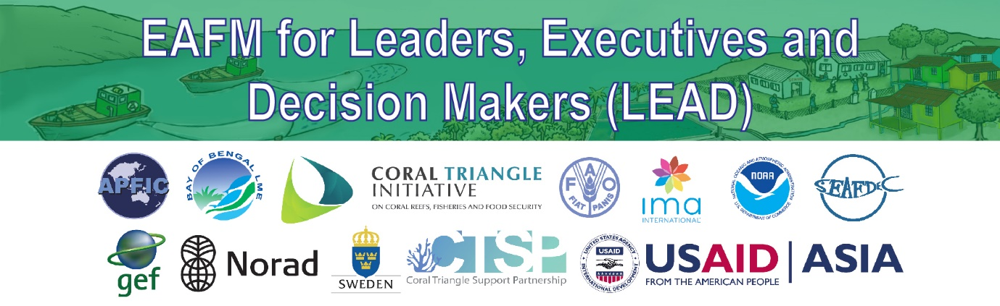 EAFM for Leaders, Executives and
Decision Makers (LEAD)
APFIC
BAY OF BENGAL LME
CORAL TRIANGLE
INITIATIVE
ON CORAL REEFS, FISHERIES AND FOOD SECURITY
FAO
FIAT PANIS
ima
INTERNATIONAL
NATIONAL OCEANIC AND ATMOSPHERIC ADMINISTRATION
NOAA
U.S. DEPARTMENT OF COMMERCE
SEAFDEC
gef
Norad
SWEDEN
CTSP
Coral Triangle Support Partnership
UNITED STATES AGENCY
USAID
INTERNATIONAL DEVELOPMENT
USAID | ASIA
FROM THE AMERICAN PEOPLE